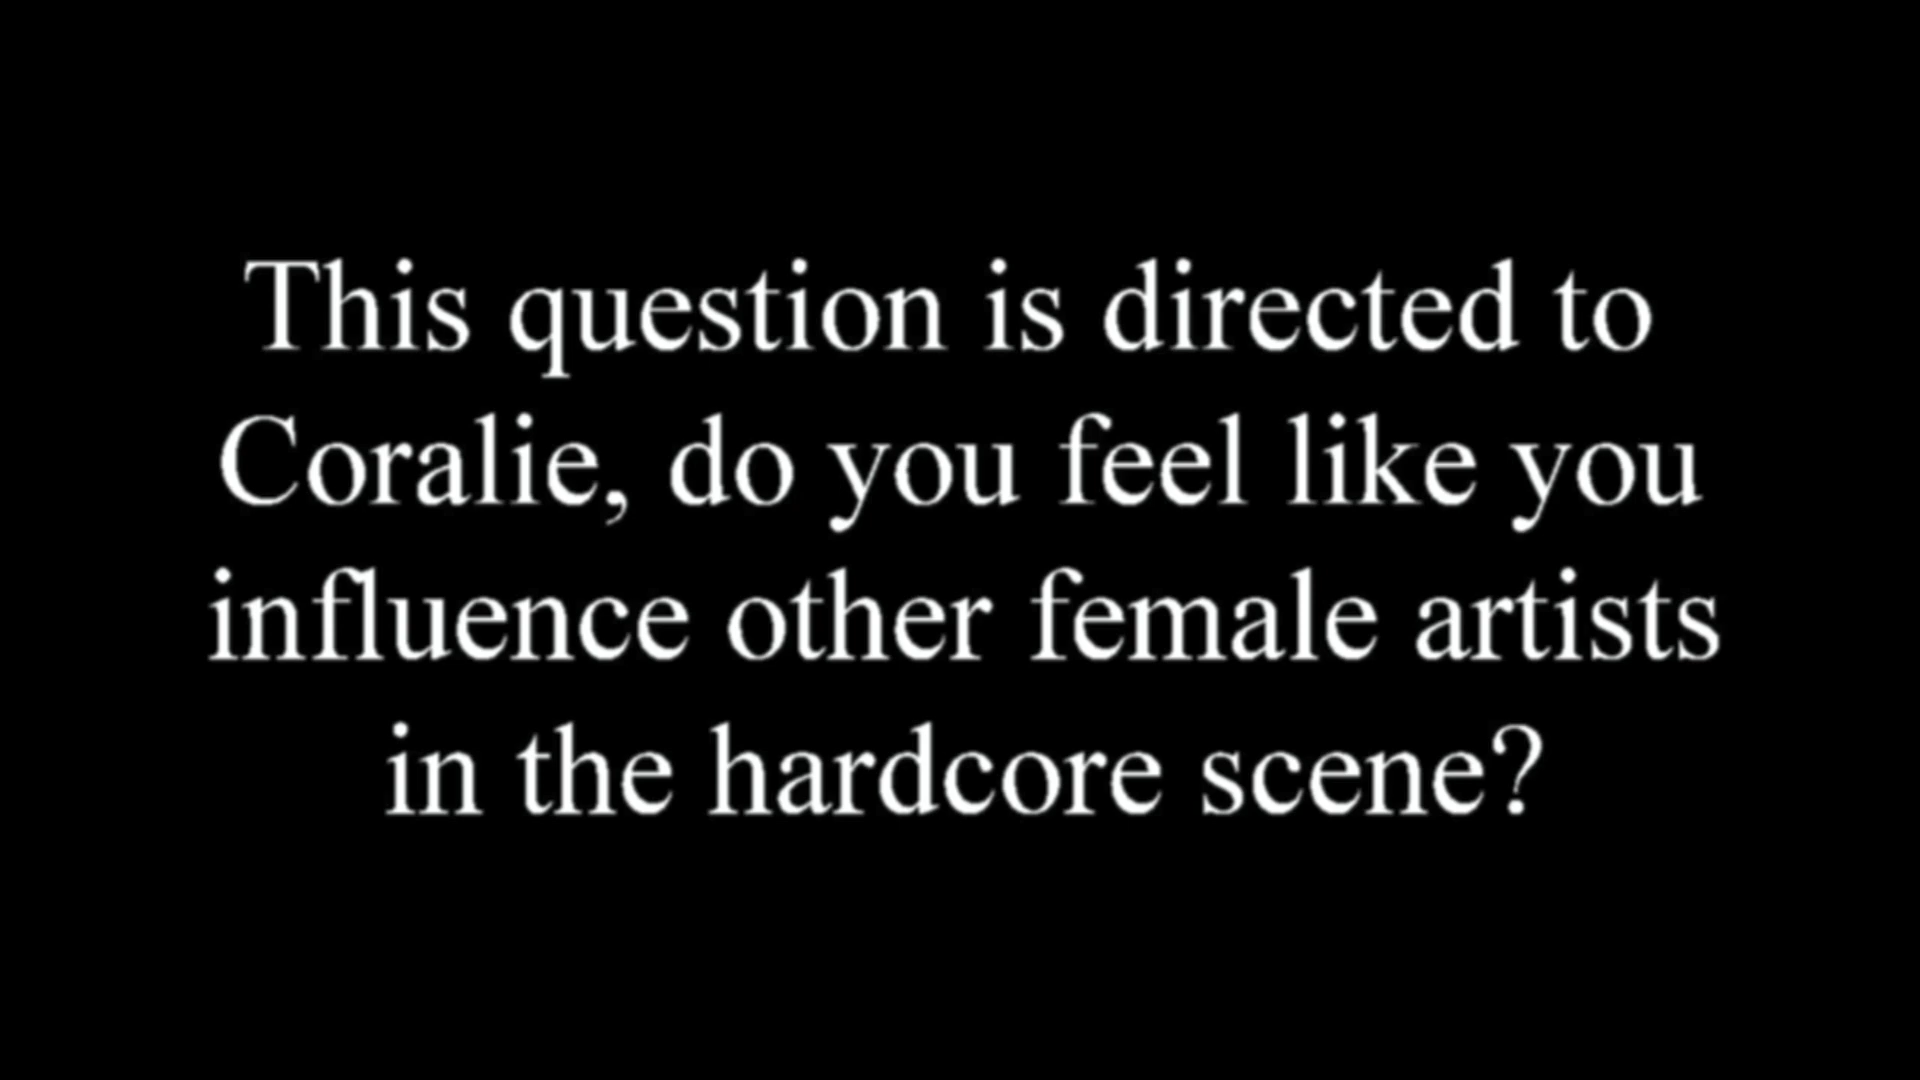 This question is directed to
Coralie, do you feel like you
influence other female artists
in the hardcore scene?